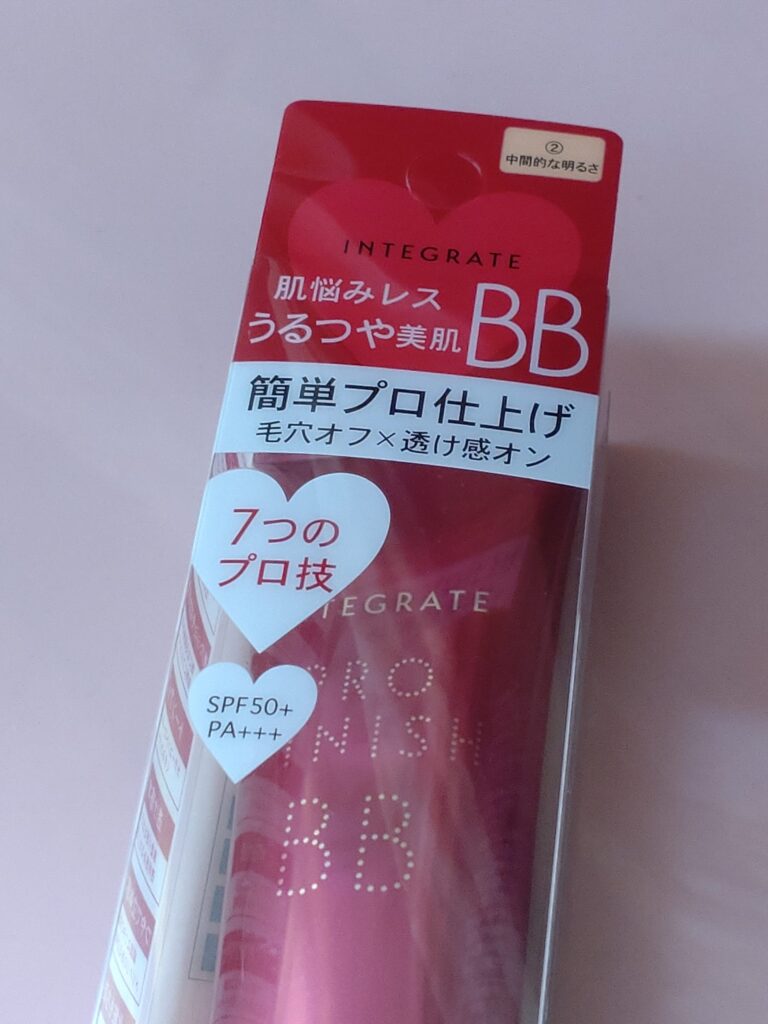 ②
中間的な明るさ
INTEGRATE
肌悩みレス
うるつや美肌 BB
簡単プロ仕上げ
毛穴オフ×透け感オン
7つの
プロ技
SPF50+
PA+++
BB